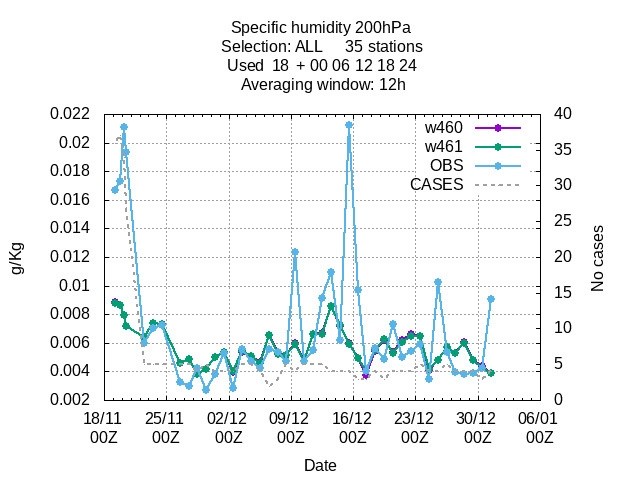 Specific humidity 200hPa
Selection: ALL     35 stations
Used  18  + 00 06 12 18 24
Averaging window: 12h
w460
w461
OBS
CASES
0.022
0.02
0.018
0.016
0.014
0.012
0.01
0.008
0.006
0.004
0.002
g/Kg
40
35
30
25
20
15
10
5
0
No cases
18/11 25/11 02/12 09/12 16/12 23/12 30/12 06/01
00Z 00Z 00Z 00Z 00Z 00Z 00Z 00Z
Date